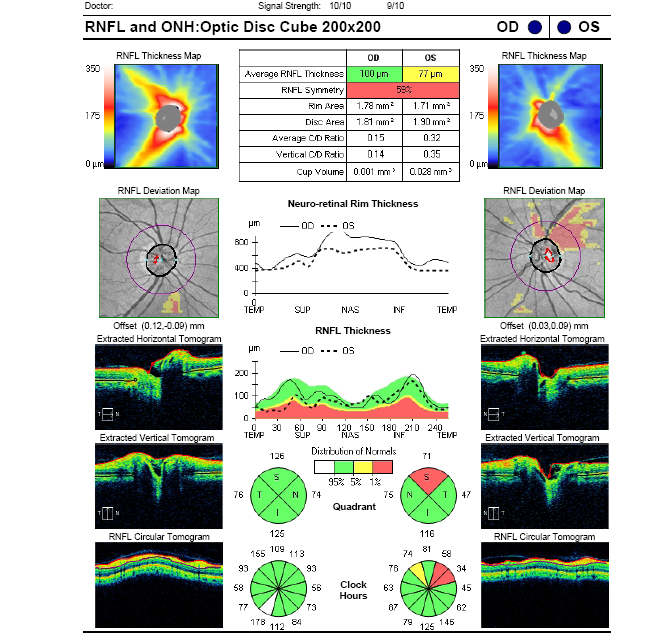 Doctor: Signal Strength: 10/10 9/10
RNFL and ONH:Optic Disc Cube 200x200 OD OS
RNFL Thickness Map
350
175
0 µm
OD OS
Average RNFL Thickness 100 µm 77 µm
RNFL Symmetry 59%
Rim Area 1.78 mm² 1.71 mm²
Disc Area 1.81 mm² 1.90 mm²
Average C/D Ratio 0.15 0.32
Vertical C/D Ratio 0.14 0.35
Cup Volume 0.001 mm³ 0.028 mm³
RNFL Thickness Map
350
175
0 µm
RNFL Deviation Map
Offset (0.12,-0.09) mm
Neuro-retinal Rim Thickness
µm OD OS
800
400
0
0
TEMP SUP NAS INF TEMP
RNFL Deviation Map
Offset (0.03,0.09) mm
Extracted Horizontal Tomogram
T N
RNFL Thickness
µm OD OS
200
100
0
0 30 60 90 120 150 180 210 240
TEMP SUP NAS INF TEMP
Extracted Horizontal Tomogram
T N
Extracted Vertical Tomogram
I N
Distribution of Normals
95% 5% 1%
126
S
76 T N 74
I
125
Quadrant
71
S
75 N T 47
I
116
Extracted Vertical Tomogram
N T
RNFL Circular Tomogram
Clock
Hours
109
155 113
93 93
58 56
77 73
178 84
112
81
74 58
76 34
63 45
87 62
79 146
125
RNFL Circular Tomogram